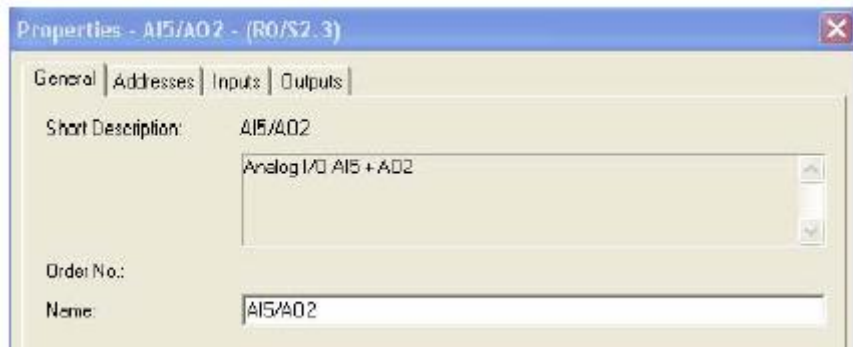 Properties - AI5/AO2 - (R0/S2.3)
General Addresses Inputs Outputs
Short Description: AI5/AO2
Analog I/O AI5 + AO2
Order No.:
Name: AI5/AO2